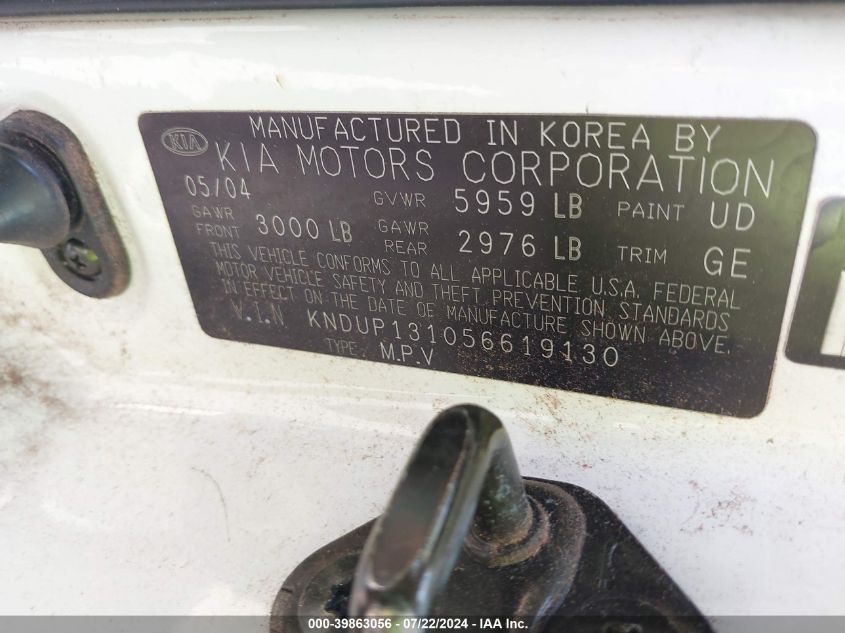 KIA MANUFACTURED IN KOREA BY
KIA MOTORS CORPORATION
05/04 GVWR 5959 LB PAINT UD
GAWR FRONT 3000 LB GAWR REAR 2976 LB TRIM GE
THIS VEHICLE CONFORMS TO ALL APPLICABLE U.S.A. FEDERAL
MOTOR VEHICLE SAFETY AND THEFT PREVENTION STANDARDS
IN EFFECT ON THE DATE OF MANUFACTURE SHOWN ABOVE.
V.I.N KNDUP131056619130
TYPE: M.P.V
000-39863056 - 07/22/2024 - IAAI.COM INC.